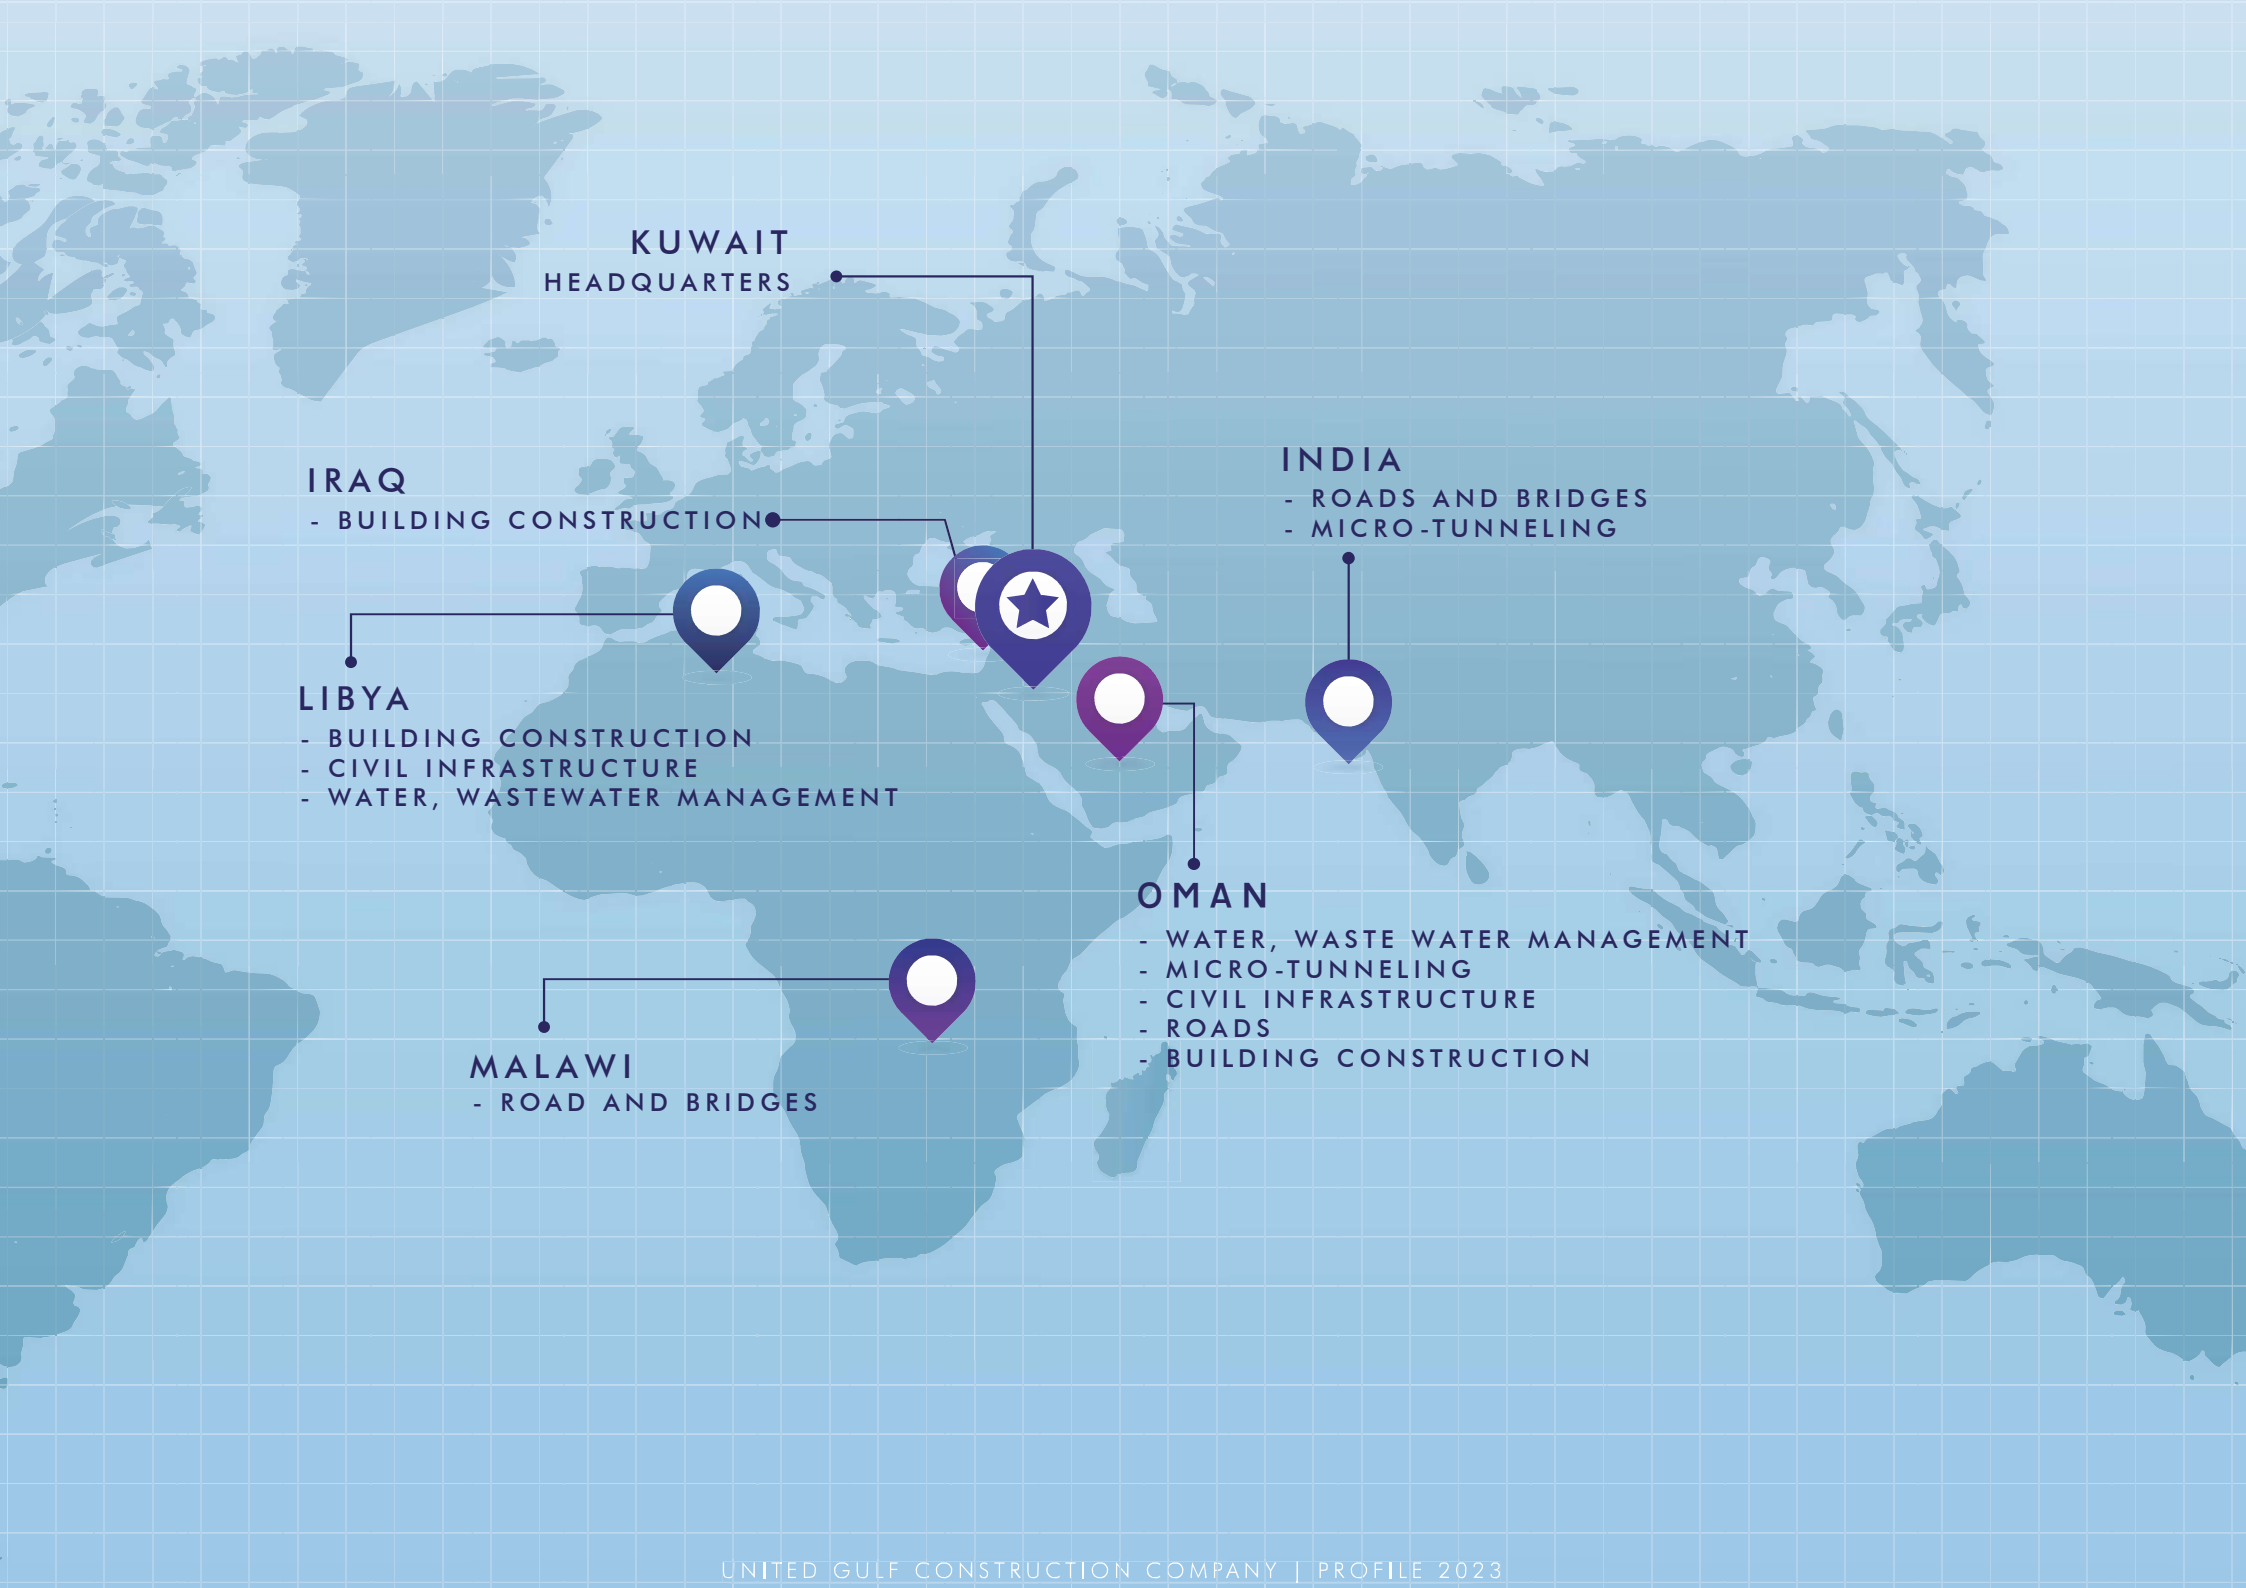 KUWAIT
HEADQUARTERS
IRAQ
- BUILDING CONSTRUCTION
INDIA
- ROADS AND BRIDGES
- MICRO-TUNNELING
LIBYA
- BUILDING CONSTRUCTION
- CIVIL INFRASTRUCTURE
- WATER, WASTEWATER MANAGEMENT
OMAN
- WATER, WASTE WATER MANAGEMENT
- MICRO-TUNNELING
- CIVIL INFRASTRUCTURE
- ROADS
- BUILDING CONSTRUCTION
MALAWI
- ROAD AND BRIDGES
UNITED GULF CONSTRUCTION COMPANY | PROFILE 2023